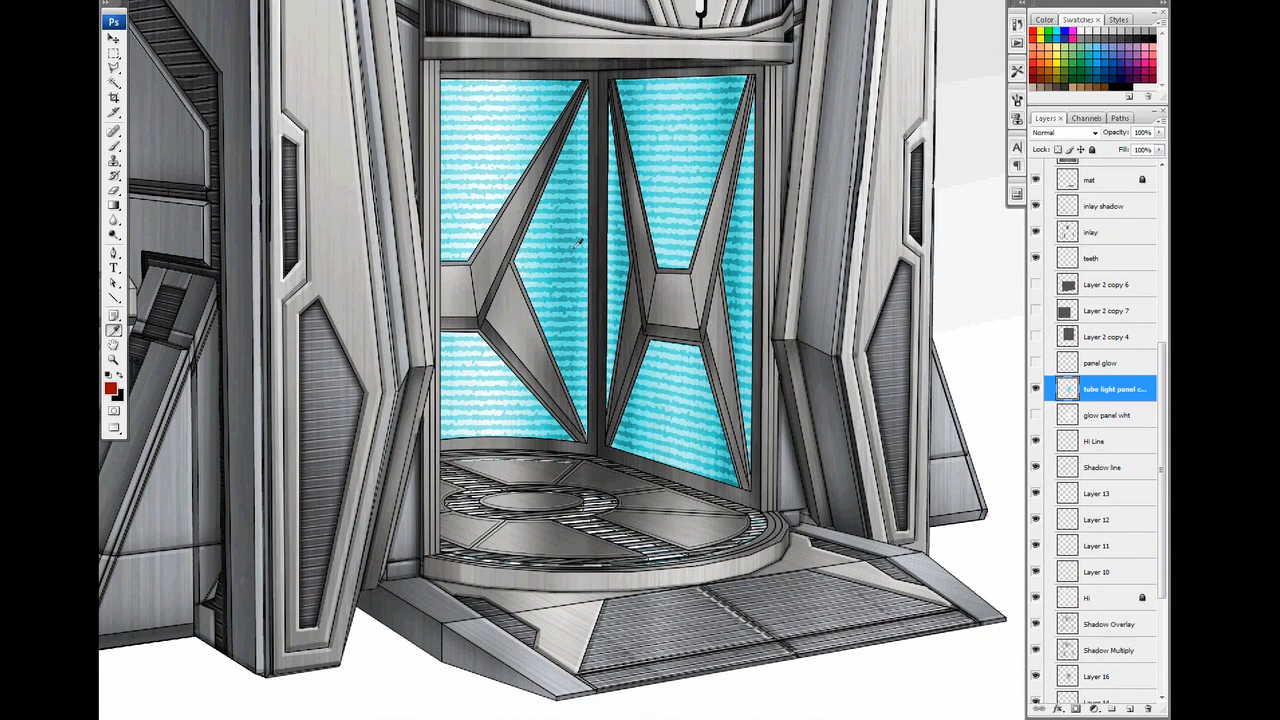 Ps
Color Swatches × Styles
Layers × Channels Paths
Normal Opacity: 100%
Lock: Fill: 100%
mat
inlay shadow
inlay
teeth
Layer 2 copy 6
Layer 2 copy 7
Layer 2 copy 4
panel glow
tube light panel c...
glow panel wht
Hi Line
Shadow line
Layer 13
Layer 12
Layer 11
Layer 10
Hi
Shadow Overlay
Shadow Multiply
Layer 16